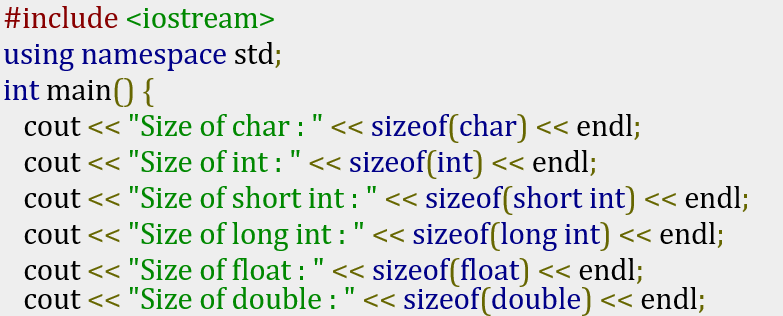 #include <iostream>
using namespace std;
int main() {
cout << "Size of char : " << sizeof(char) << endl;
cout << "Size of int : " << sizeof(int) << endl;
cout << "Size of short int : " << sizeof(short int) << endl;
cout << "Size of long int : " << sizeof(long int) << endl;
cout << "Size of float : " << sizeof(float) << endl;
cout << "Size of double : " << sizeof(double) << endl;